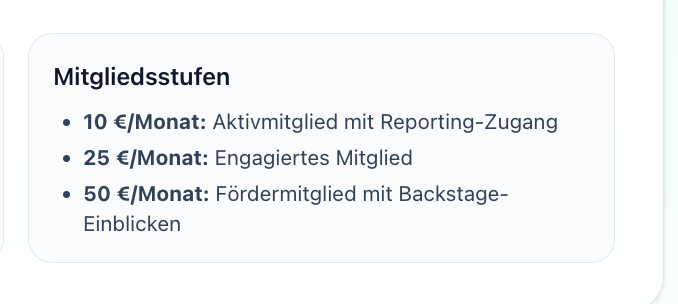 Mitgliedsstufen
• 10 €/Monat: Aktivmitglied mit Reporting-Zugang
• 25 €/Monat: Engagiertes Mitglied
• 50 €/Monat: Fördermitglied mit Backstage-
Einblicken